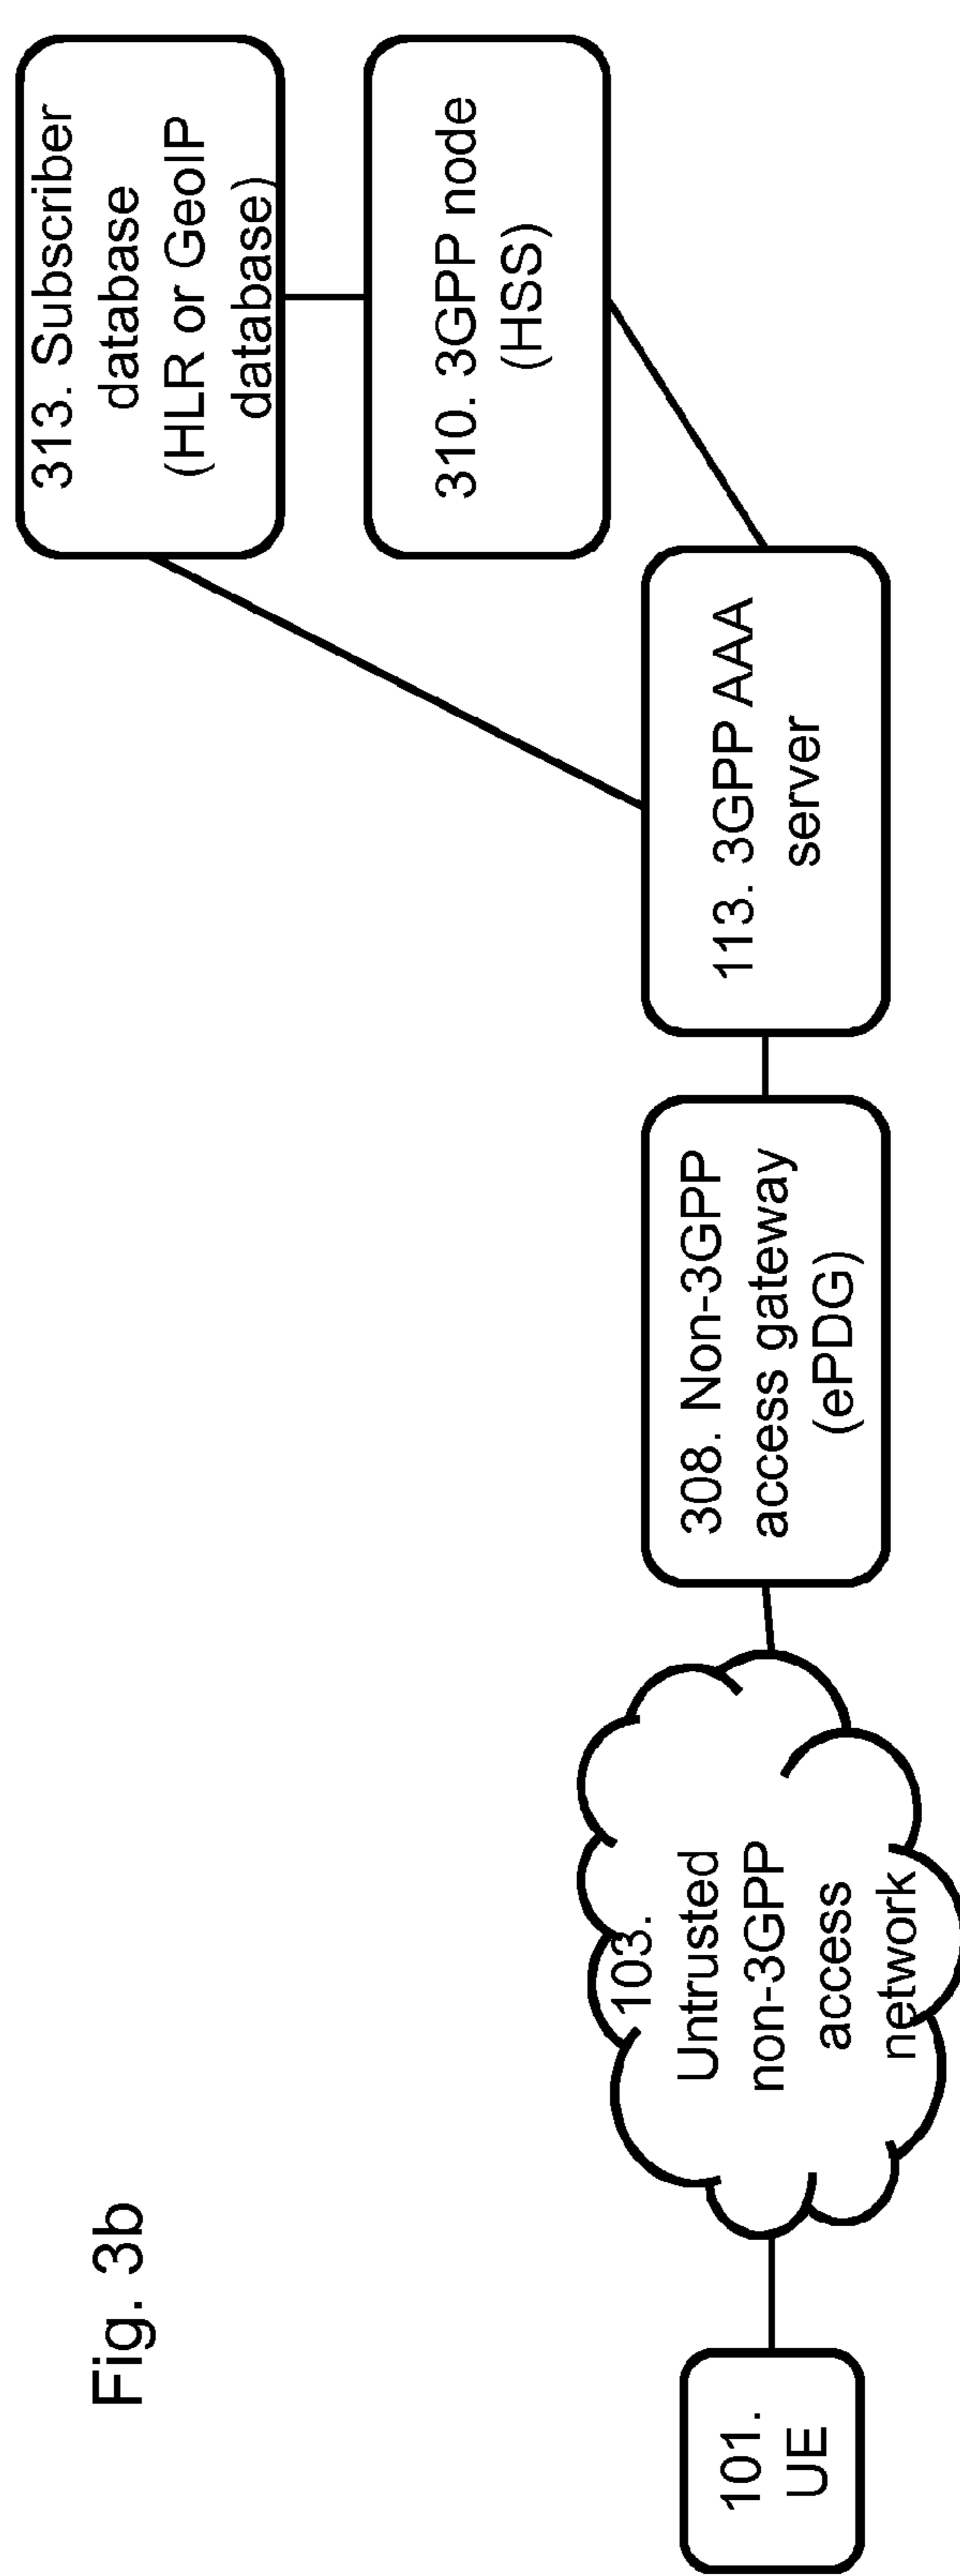 Fig. 3b
101.
UE
103.
Untrusted
non-3GPP
access
network
308. Non-3GPP
access gateway
(ePDG)
113. 3GPP AAA
server
313. Subscriber
database
(HLR or GeoIP
database)
310. 3GPP node
(HSS)